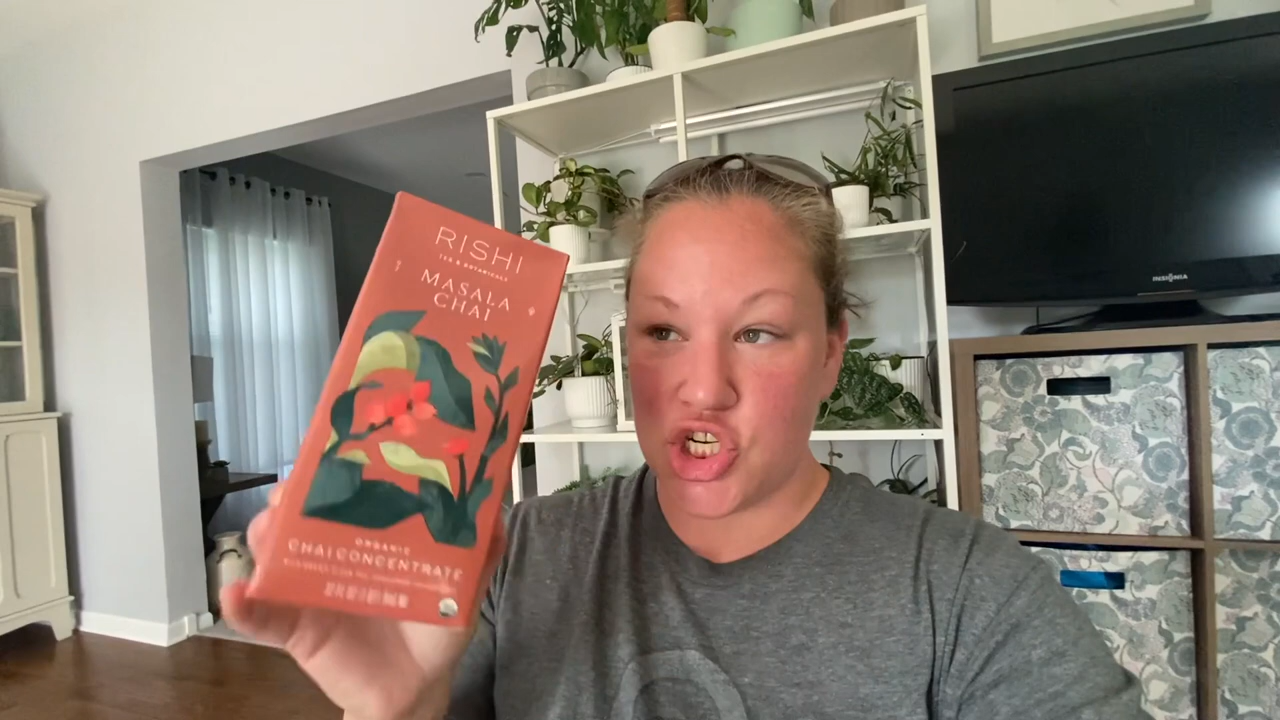 RISHI
TEA & BOTANICALS
MASALA
CHAI
ORGANIC
CHAI CONCENTRATE
INSIGNIA